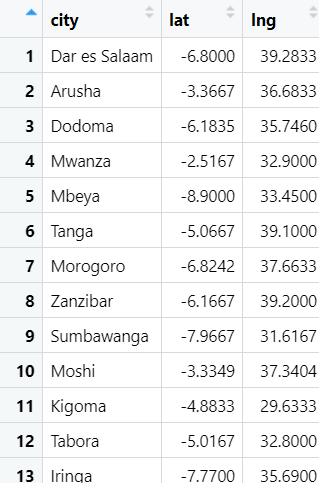 city lat lng
1 Dar es Salaam -6.8000 39.2833
2 Arusha -3.3667 36.6833
3 Dodoma -6.1835 35.7460
4 Mwanza -2.5167 32.9000
5 Mbeya -8.9000 33.4500
6 Tanga -5.0667 39.1000
7 Morogoro -6.8242 37.6633
8 Zanzibar -6.1667 39.2000
9 Sumbawanga -7.9667 31.6167
10 Moshi -3.3349 37.3404
11 Kigoma -4.8833 29.6333
12 Tabora -5.0167 32.8000
13 Iringa -7.7700 35.6900